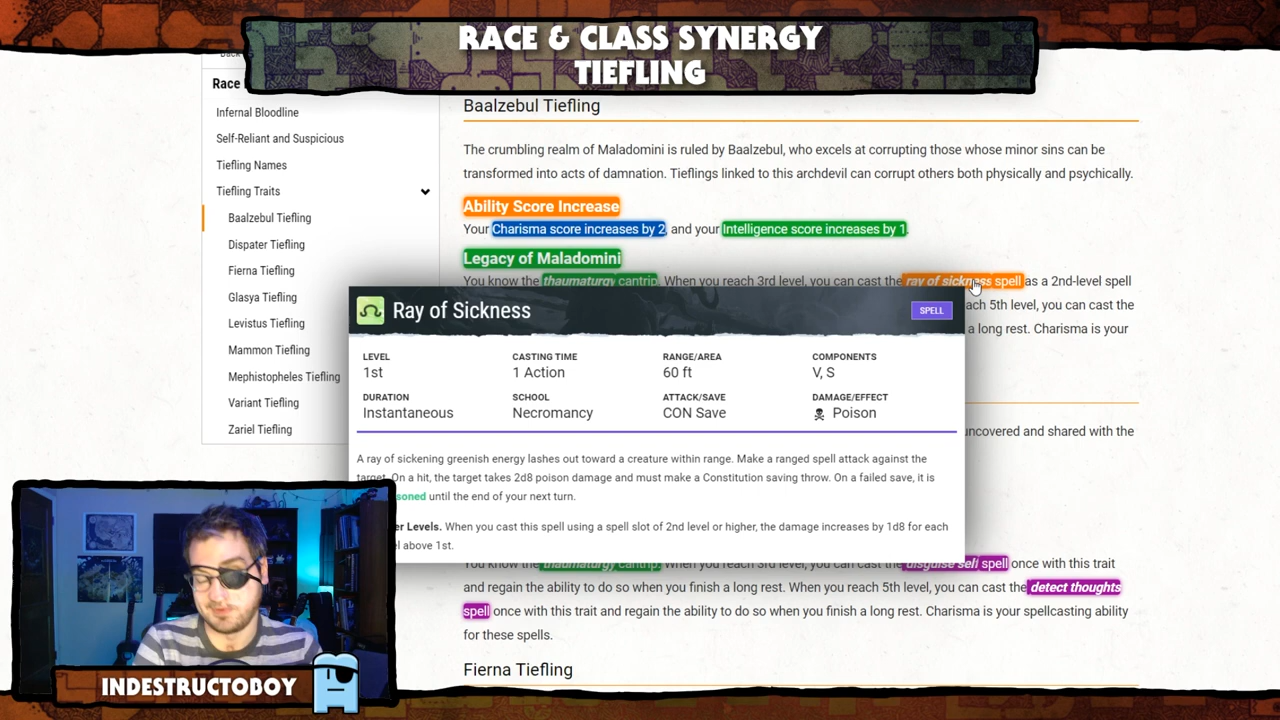 RACE & CLASS SYNERGY
TIEFLING
Race
Infernal Bloodline
Self-Reliant and Suspicious
Tiefling Names
Tiefling Traits
Baalzebul Tiefling
Dispater Tiefling
Fierna Tiefling
Glasya Tiefling
Levistus Tiefling
Mammon Tiefling
Mephistopheles Tiefling
Variant Tiefling
Zariel Tiefling
Baalzebul Tiefling
The crumbling realm of Maladomini is ruled by Baalzebul, who excels at corrupting those whose minor sins can be
transformed into acts of damnation. Tieflings linked to this archdevil can corrupt others both physically and psychically.
Ability Score Increase
Your Charisma score increases by 2, and your Intelligence score increases by 1.
Legacy of Maladomini
You know the thaumaturgy cantrip. When you reach 3rd level, you can cast the ray of sickness spell as a 2nd-level spell
each 5th level, you can cast the
a long rest. Charisma is your
Ray of Sickness
SPELL
LEVEL CASTING TIME RANGE/AREA COMPONENTS
1st 1 Action 60 ft V, S
DURATION SCHOOL ATTACK/SAVE DAMAGE/EFFECT
Instantaneous Necromancy CON Save Poison
A ray of sickening greenish energy lashes out toward a creature within range. Make a ranged spell attack against the
target. On a hit, the target takes 2d8 poison damage and must make a Constitution saving throw. On a failed save, it is
soned until the end of your next turn.
er Levels. When you cast this spell using a spell slot of 2nd level or higher, the damage increases by 1d8 for each
el above 1st.
uncovered and shared with the
You know the thaumaturgy cantrip. When you reach 3rd level, you can cast the disguise self spell once with this trait
and regain the ability to do so when you finish a long rest. When you reach 5th level, you can cast the detect thoughts
spell once with this trait and regain the ability to do so when you finish a long rest. Charisma is your spellcasting ability
for these spells.
Fierna Tiefling
INDESTRUCTOBOY